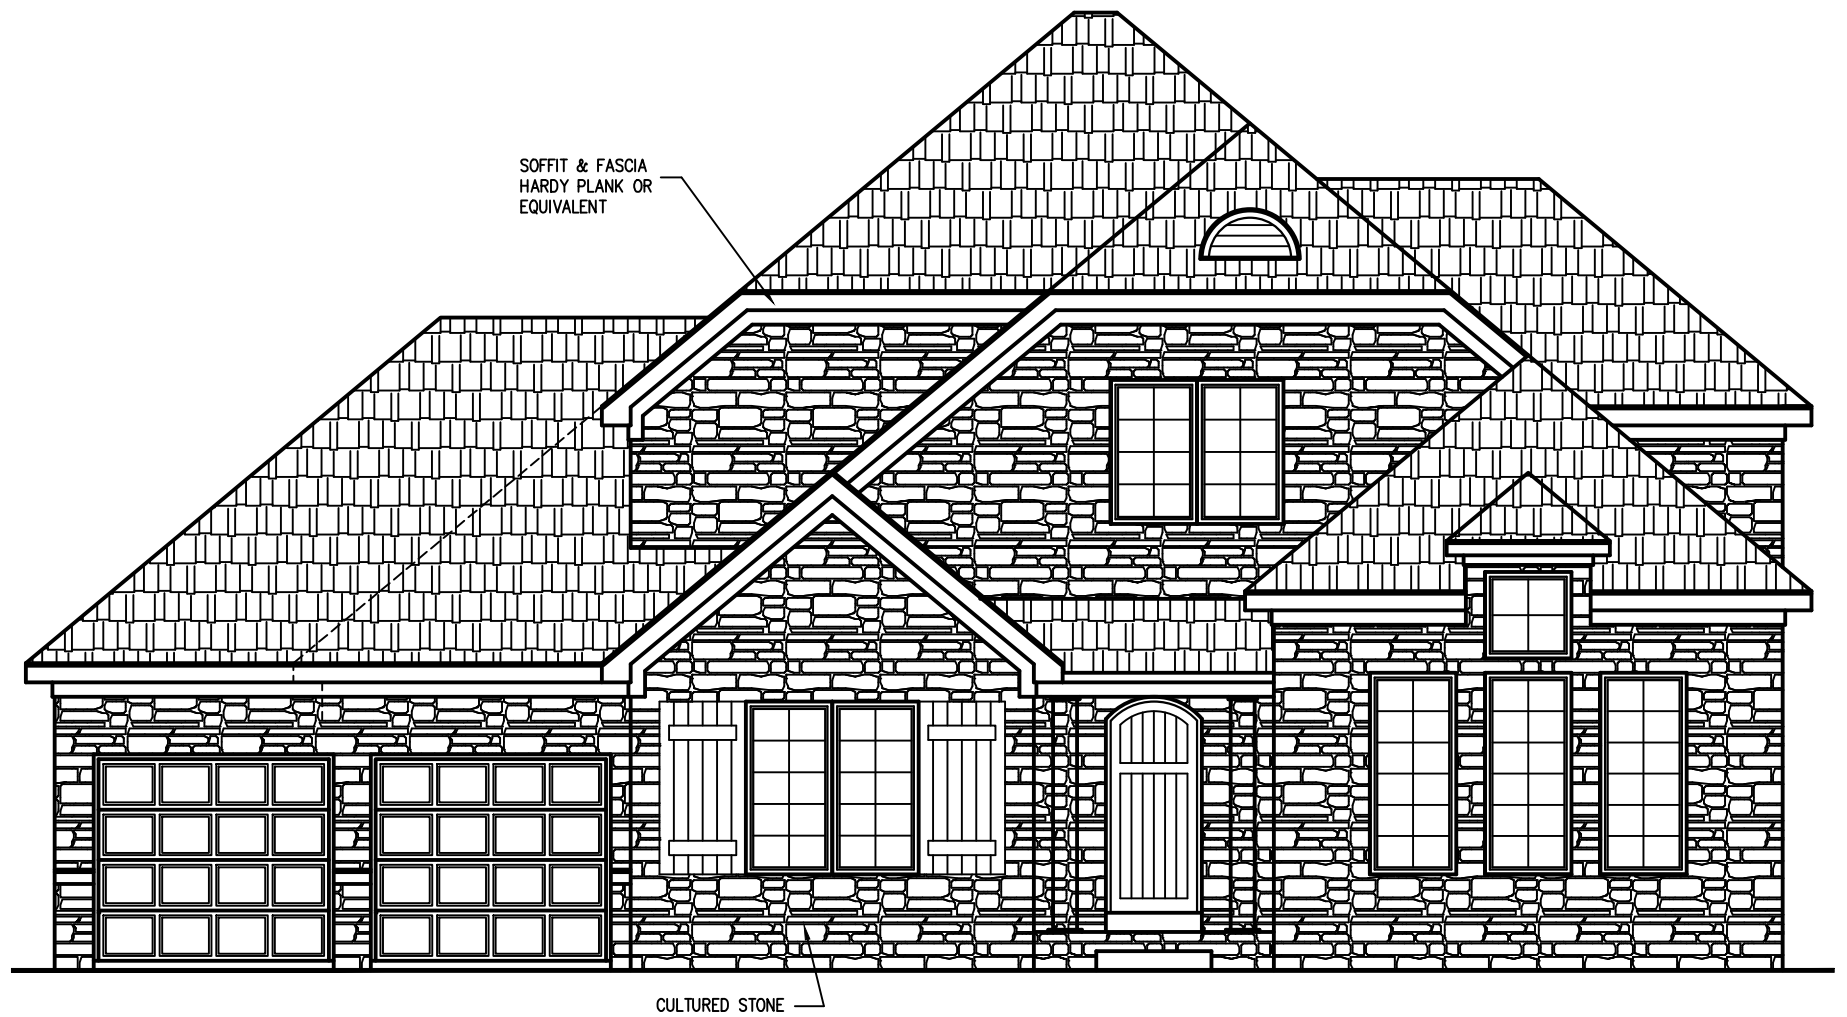 SOFFIT & FASCIA
HARDY PLANK OR
EQUIVALENT
CULTURED STONE